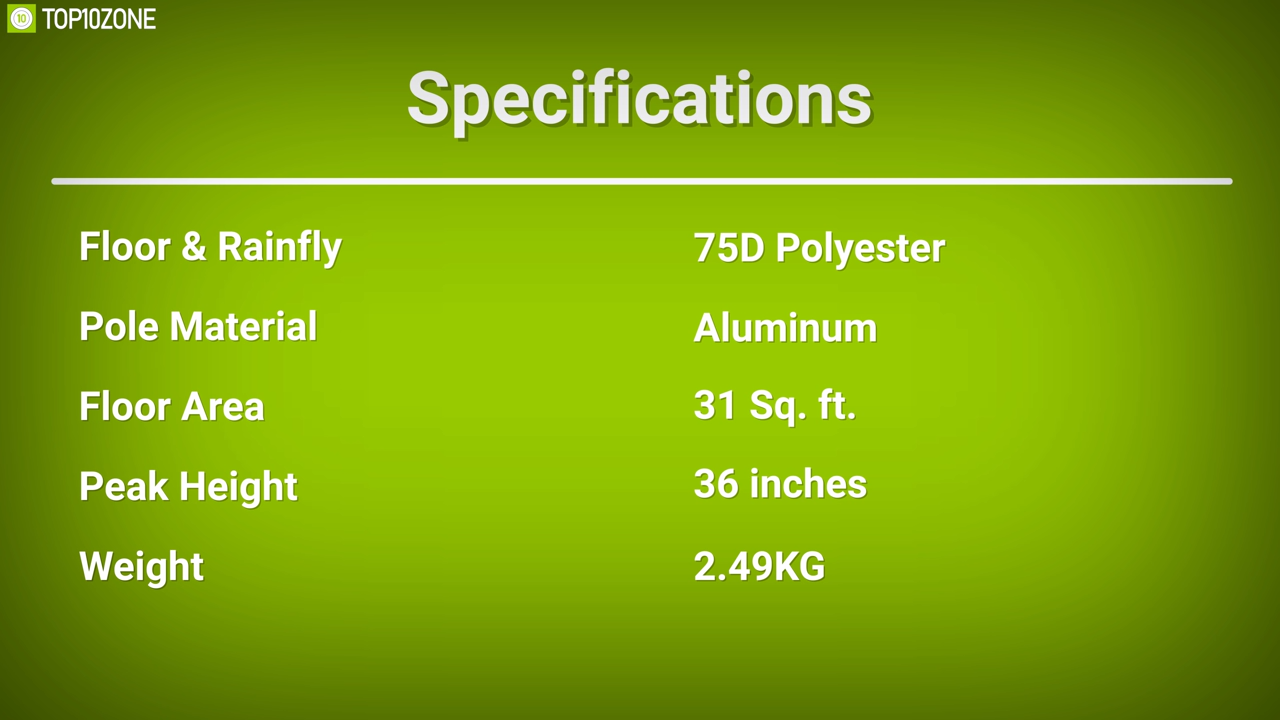 10 TOP10ZONE
Specifications
Floor & Rainfly 75D Polyester
Pole Material Aluminum
Floor Area 31 Sq. ft.
Peak Height 36 inches
Weight 2.49KG